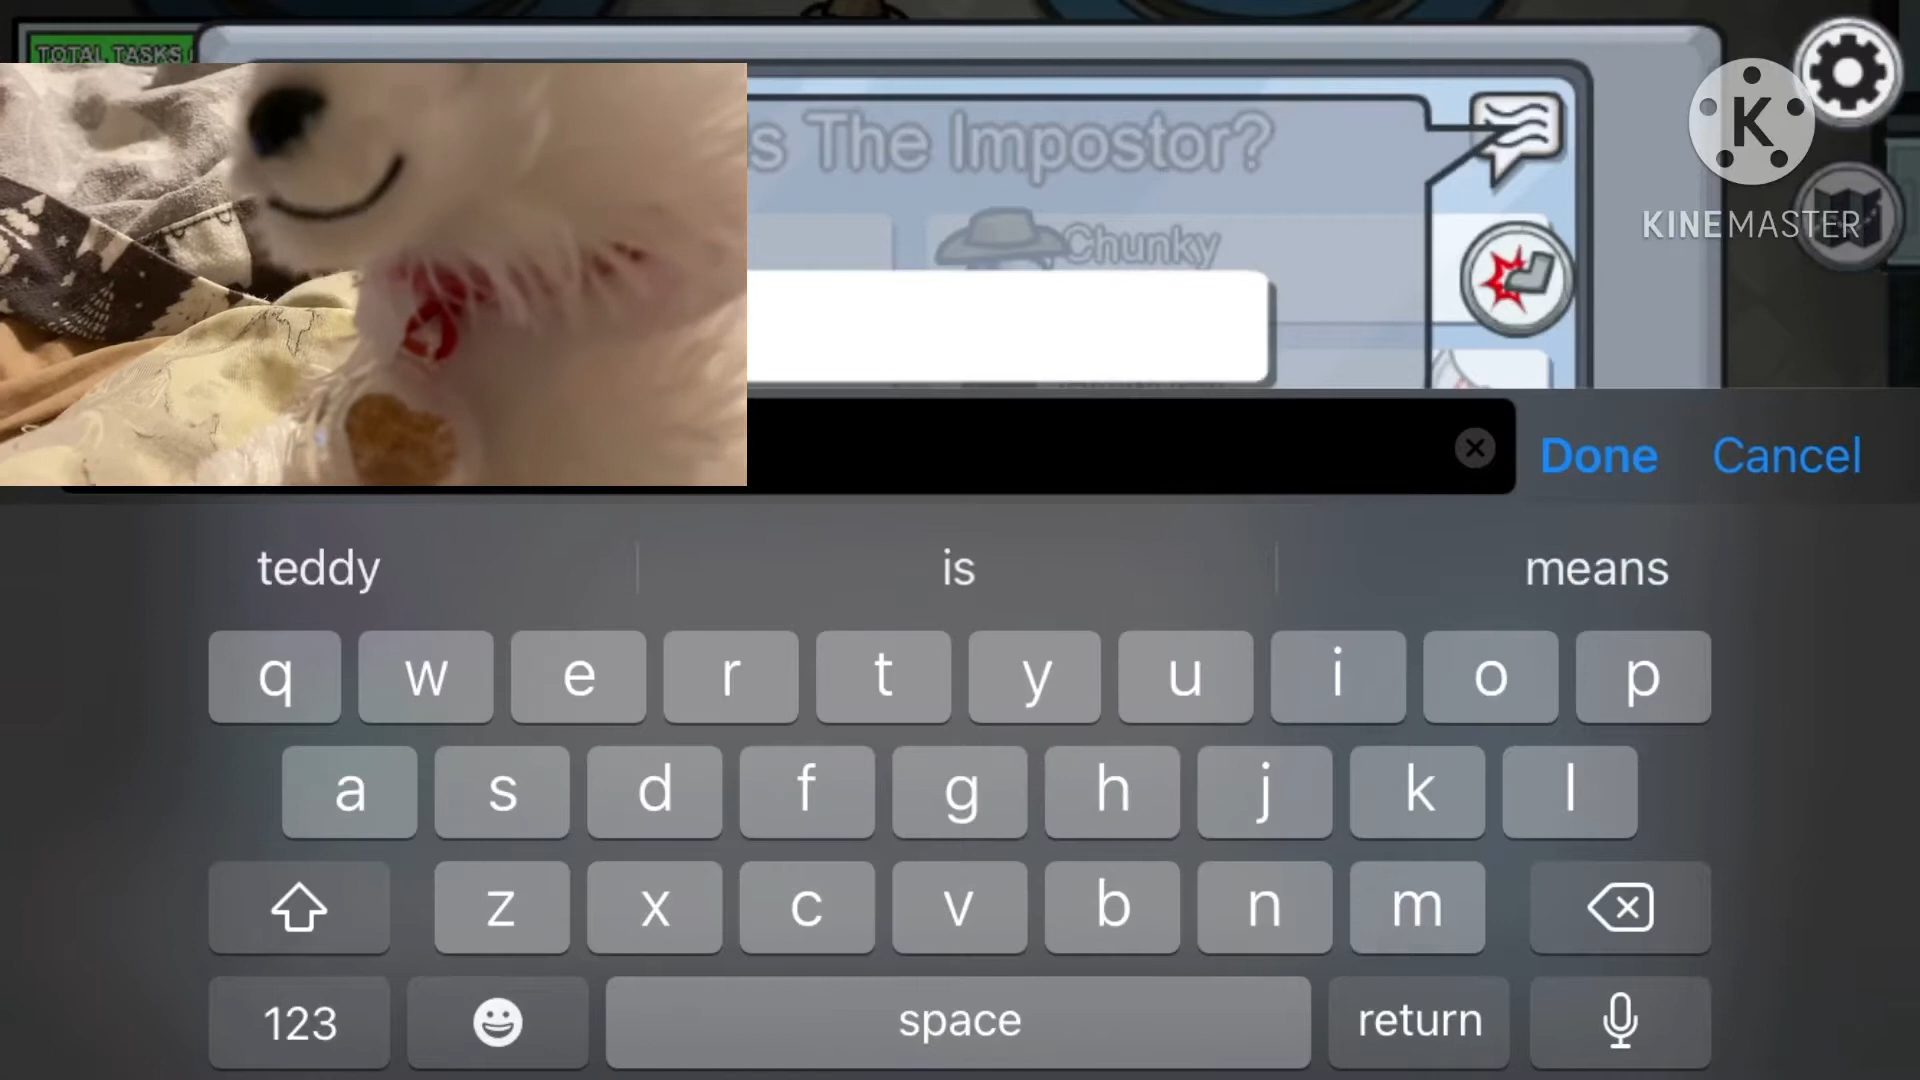 TOTAL TASKS
s The Impostor?
Chunky
KINEMASTER
Done Cancel
teddy is means
q w e r t y u i o p
a s d f g h j k l
z x c v b n m
123 space return